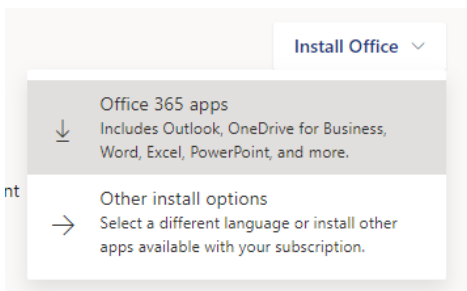 Install Office
Office 365 apps
Includes Outlook, OneDrive for Business,
Word, Excel, PowerPoint, and more.
nt
Other install options
Select a different language or install other
apps available with your subscription.